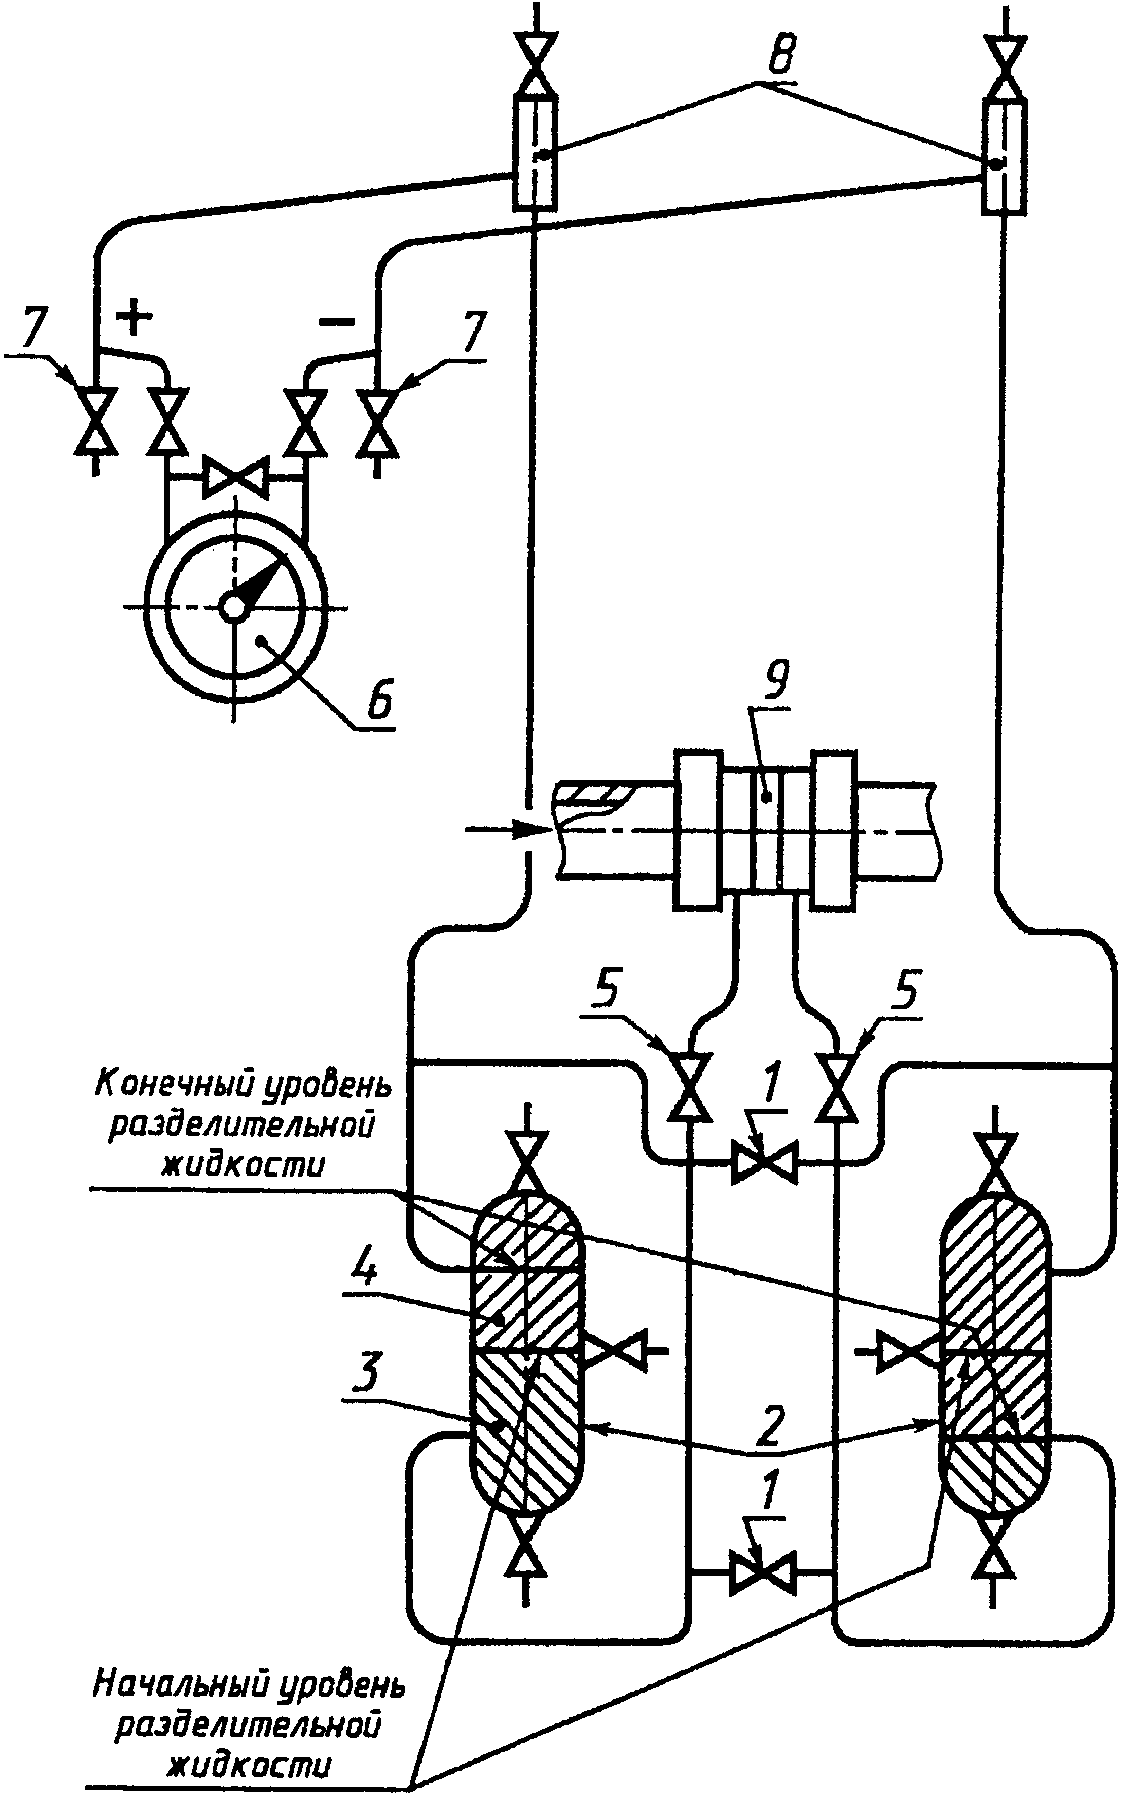 8
7
+
−
7
6
9
5
5
1
Конечный уровень
разделительной
жидкости
4
3
2
1
Начальный уровень
разделительной
жидкости